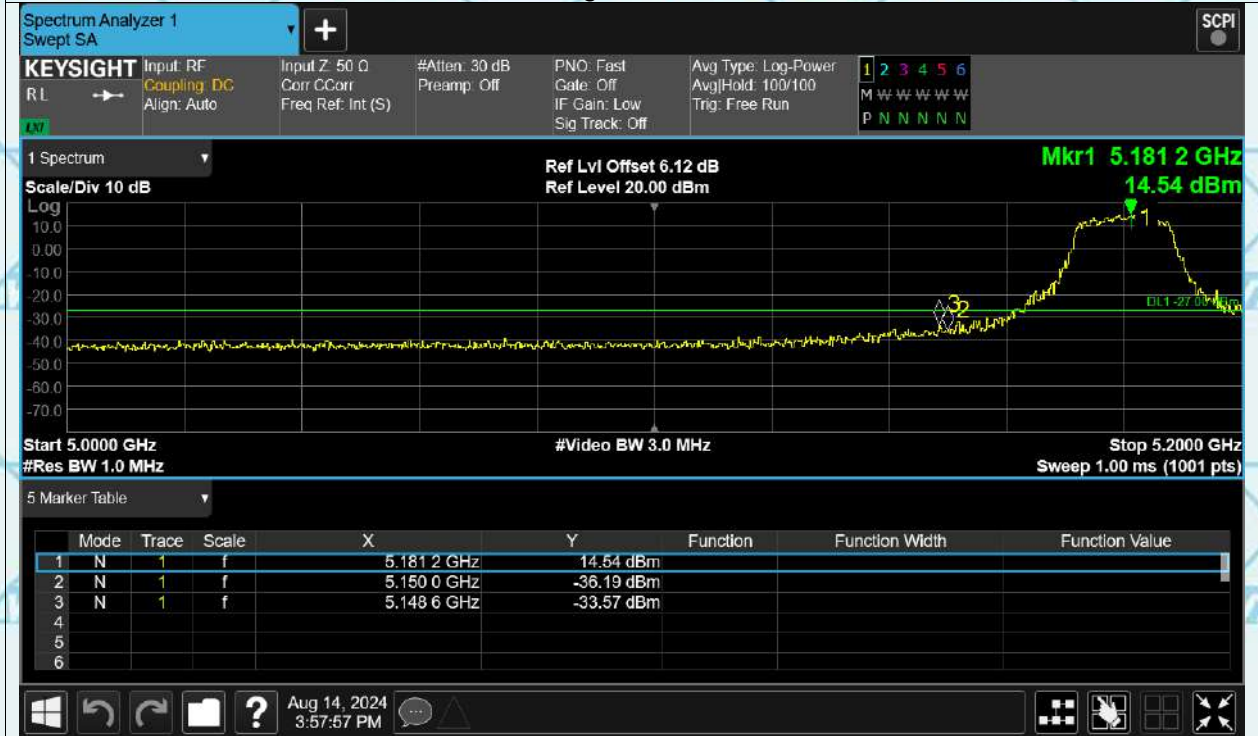 Spectrum Analyzer 1
Swept SA
+
SCPI
KEYSIGHT Input: RF Input Z: 50 Ω #Atten: 30 dB PNO: Fast Avg Type: Log-Power 1 2 3 4 5 6
RL Coupling: DC Corr CCorr Preamp: Off Gate: Off Avg|Hold: 100/100 M W W W W W
Align: Auto Freq Ref: Int (S) IF Gain: Low Trig: Free Run P N N N N N
LXI Sig Track: Off
1 Spectrum Ref Lvl Offset 6.12 dB Mkr1 5.181 2 GHz
Scale/Div 10 dB Ref Level 20.00 dBm 14.54 dBm
Log
10.0
0.00
-10.0
-20.0
-30.0
-40.0
-50.0
-60.0
-70.0
1
3 2
DL1 -27.00 dBm
Start 5.0000 GHz #Video BW 3.0 MHz Stop 5.2000 GHz
#Res BW 1.0 MHz Sweep 1.00 ms (1001 pts)
5 Marker Table
Mode Trace Scale X Y Function Function Width Function Value
1 N 1 f 5.181 2 GHz 14.54 dBm
2 N 1 f 5.150 0 GHz -36.19 dBm
3 N 1 f 5.148 6 GHz -33.57 dBm
4
5
6
? Aug 14, 2024
3:57:57 PM